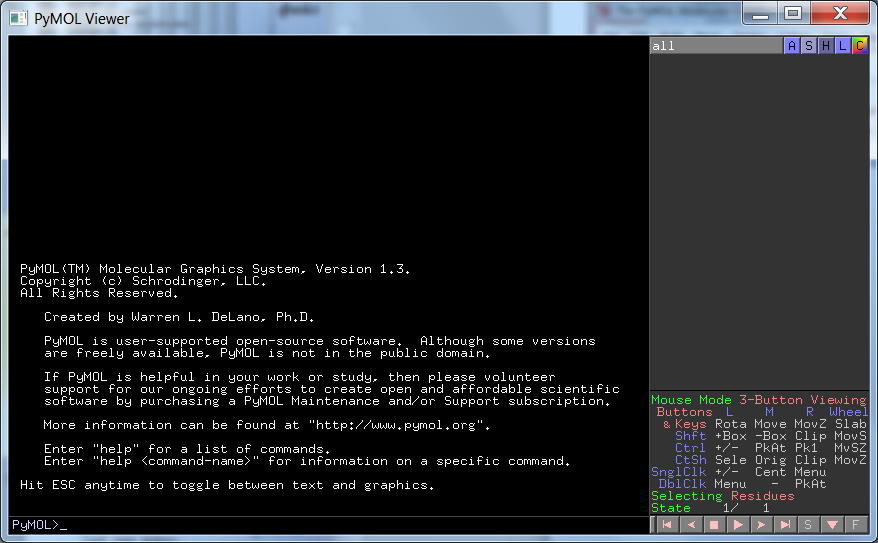 PyMOL Viewer
all A S H L C
PyMOL(TM) Molecular Graphics System, Version 1.3.
Copyright (c) Schrodinger, LLC.
All Rights Reserved.
Created by Warren L. DeLano, Ph.D.
PyMOL is user-supported open-source software.  Although some versions
are freely available, PyMOL is not in the public domain.
If PyMOL is helpful in your work or study, then please volunteer
support for our ongoing efforts to create open and affordable scientific
software by purchasing a PyMOL Maintenance and/or Support subscription.
More information can be found at "http://www.pymol.org".
Enter "help" for a list of commands.
Enter "help <command-name>" for information on a specific command.
Hit ESC anytime to toggle between text and graphics.
Mouse Mode 3-Button Viewing
Buttons L M R Wheel
& Keys Rota Move MovZ Slab
Shft +Box -Box Clip MovS
Ctrl +/- PkAt Pk1 MvSZ
CtSh Sele Orig Clip MovZ
SnglClk +/- Cent Menu
DblClk Menu - PkAt
Selecting Residues
State 1/ 1
PyMOL>_
S F